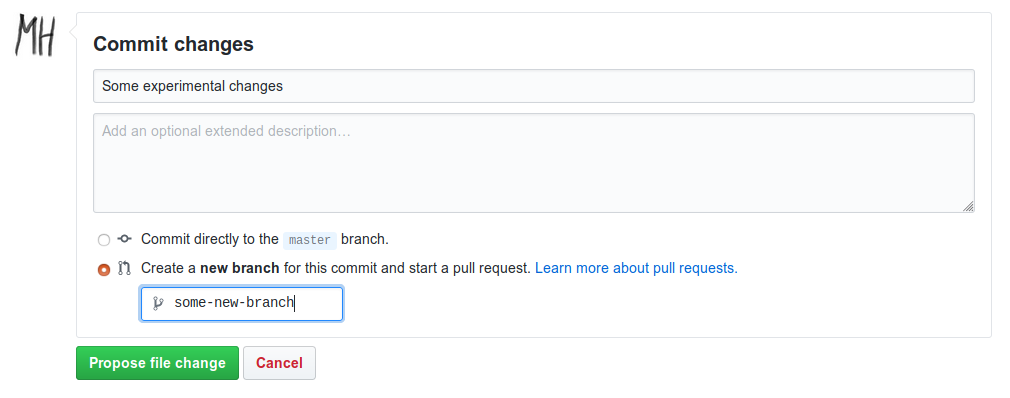 MH
Commit changes
Some experimental changes
Add an optional extended description…
Commit directly to the master branch.
Create a new branch for this commit and start a pull request. Learn more about pull requests.
some-new-branch
Propose file change Cancel